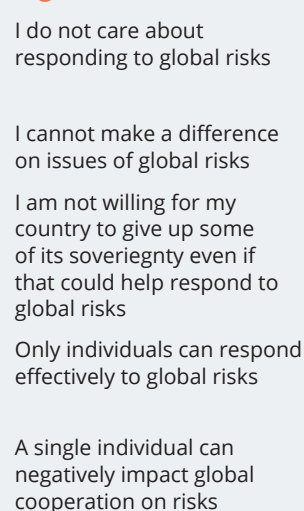 I do not care about
responding to global risks
I cannot make a difference
on issues of global risks
I am not willing for my
country to give up some
of its soveriegnty even if
that could help respond to
global risks
Only individuals can respond
effectively to global risks
A single individual can
negatively impact global
cooperation on risks